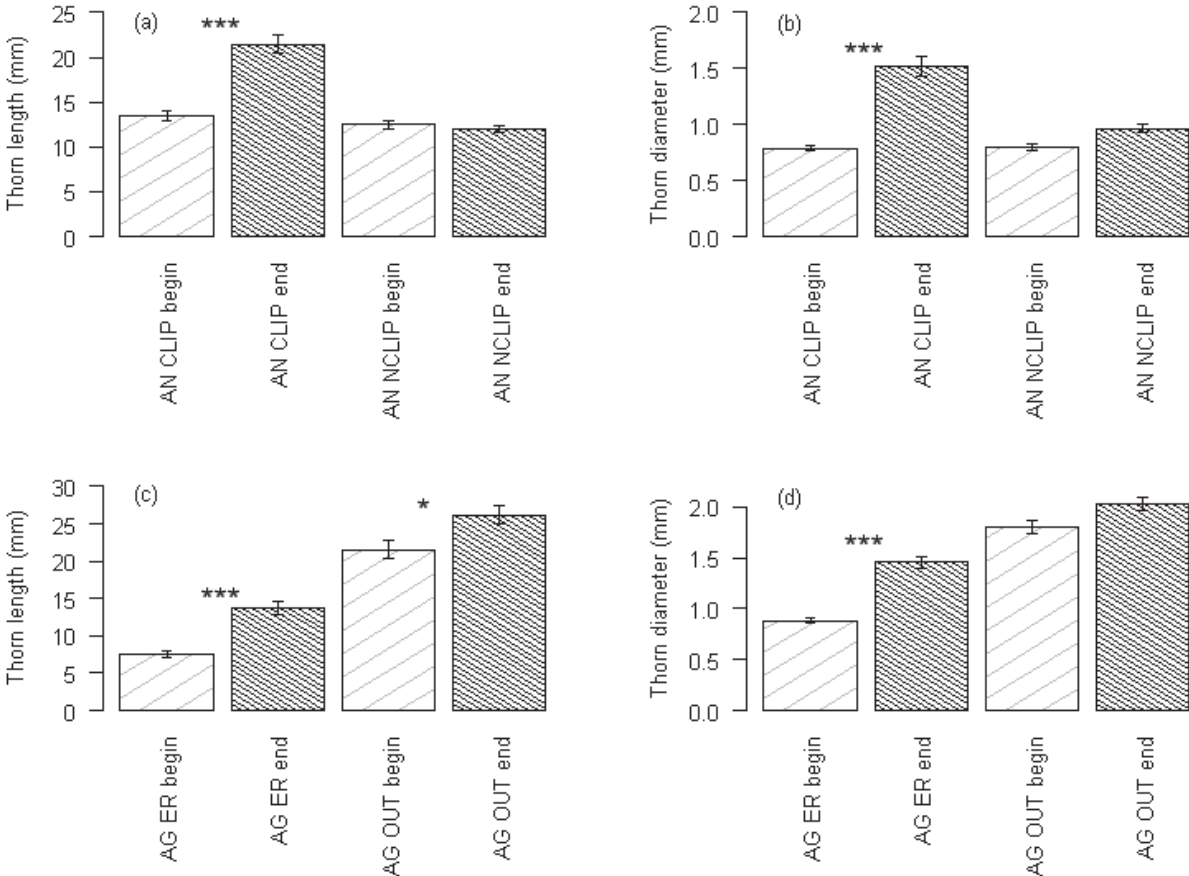 (a)
Thorn length (mm)
25
20
15
10
5
0
***
AN CLIP begin
AN CLIP end
AN NCLIP begin
AN NCLIP end
(b)
Thorn diameter (mm)
2.0
1.5
1.0
0.5
0.0
***
AN CLIP begin
AN CLIP end
AN NCLIP begin
AN NCLIP end
(c)
Thorn length (mm)
30
25
20
15
10
5
0
***
*
AG ER begin
AG ER end
AG OUT begin
AG OUT end
(d)
Thorn diameter (mm)
2.0
1.5
1.0
0.5
0.0
***
AG ER begin
AG ER end
AG OUT begin
AG OUT end